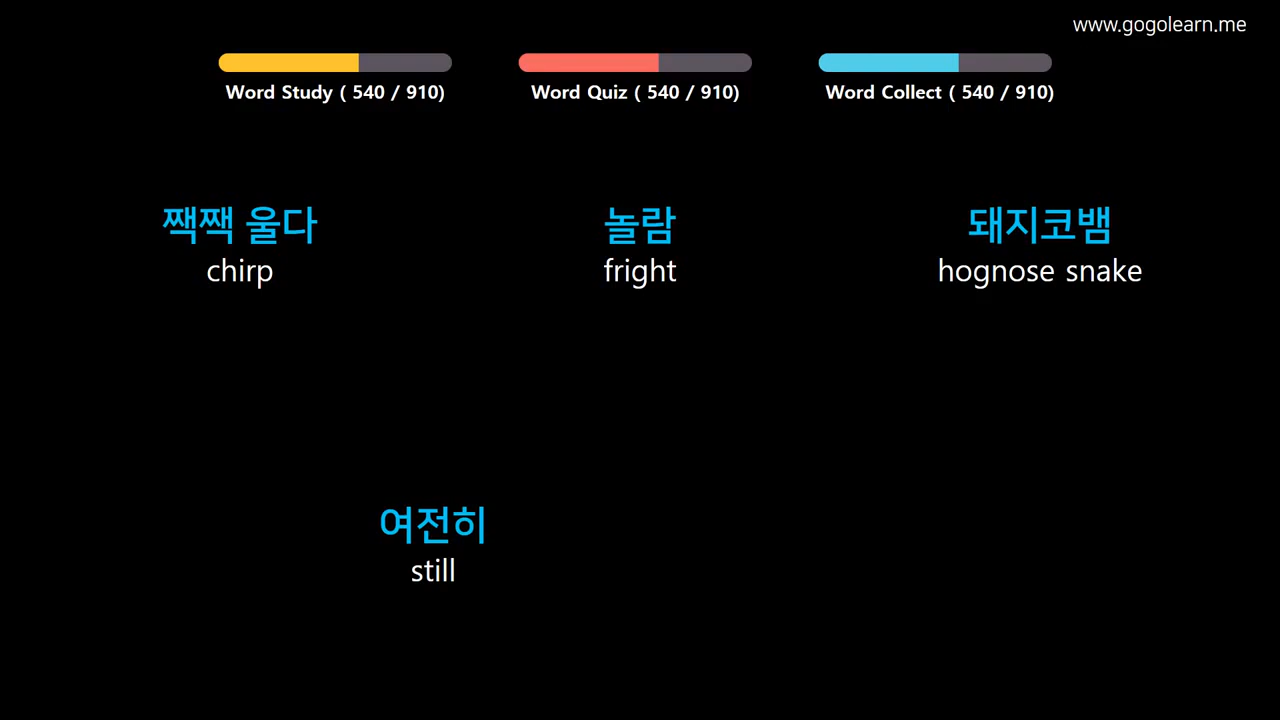 www.gogolearn.me
Word Study ( 540 / 910)
Word Quiz ( 540 / 910)
Word Collect ( 540 / 910)
짹짹 울다
chirp
놀람
fright
돼지코뱀
hognose snake
여전히
still